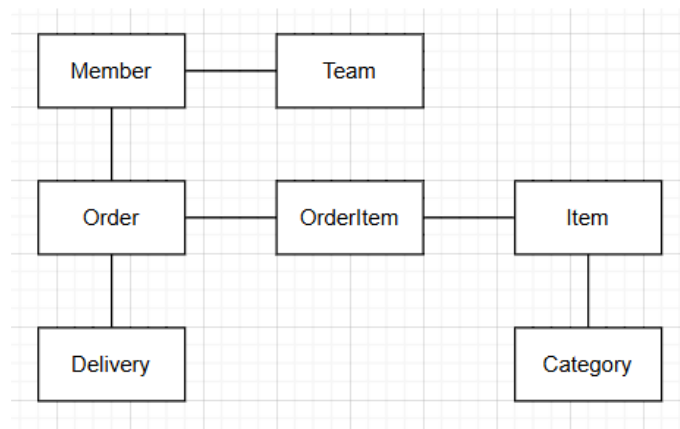 Member
Team
Order
OrderItem
Item
Delivery
Category